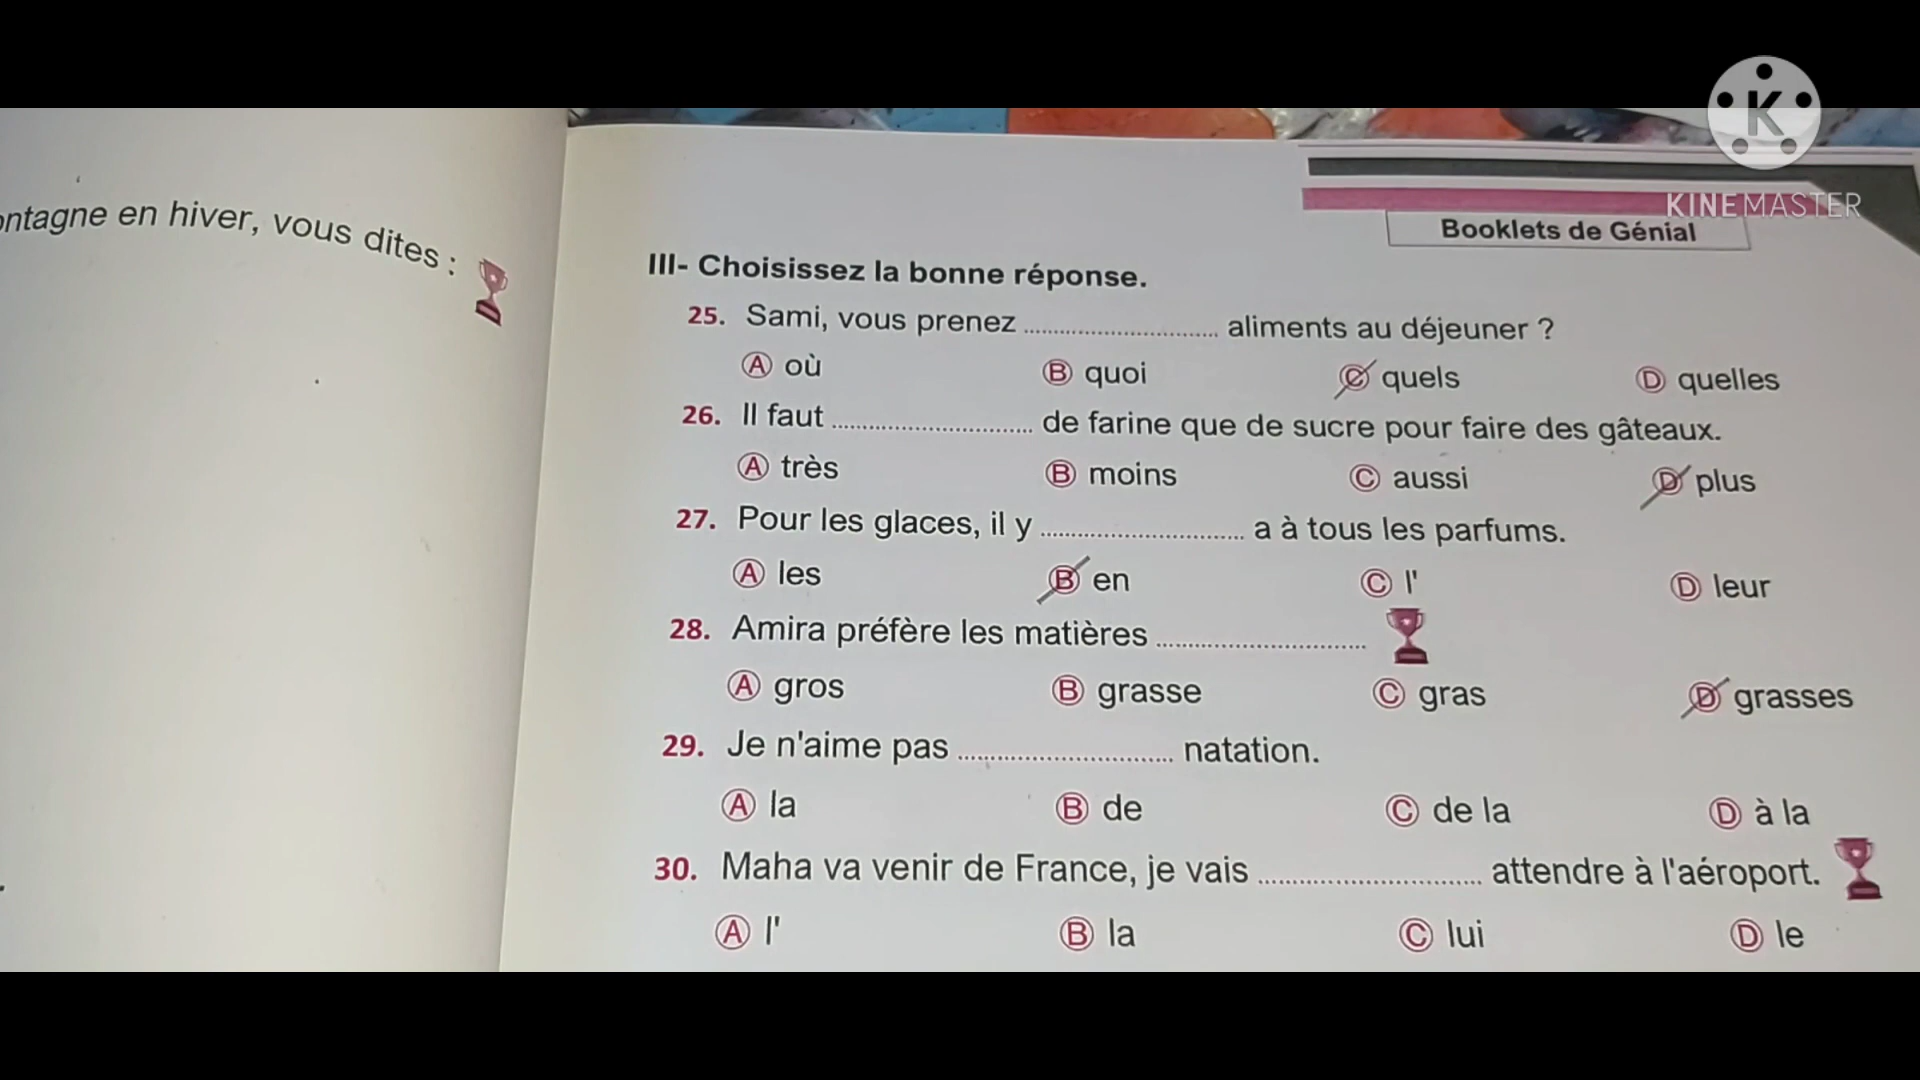 ontagne en hiver, vous dites :
K
KINEMASTER
Booklets de Génial
III- Choisissez la bonne réponse.
25. Sami, vous prenez ................................ aliments au déjeuner ?
A où B quoi C quels D quelles
26. Il faut ................................ de farine que de sucre pour faire des gâteaux.
A très B moins C aussi D plus
27. Pour les glaces, il y ................................ a à tous les parfums.
A les B en C l' D leur
28. Amira préfère les matières ................................
A gros B grasse C gras D grasses
29. Je n'aime pas ................................ natation.
A la B de C de la D à la
30. Maha va venir de France, je vais ................................ attendre à l'aéroport.
A l' B la C lui D le